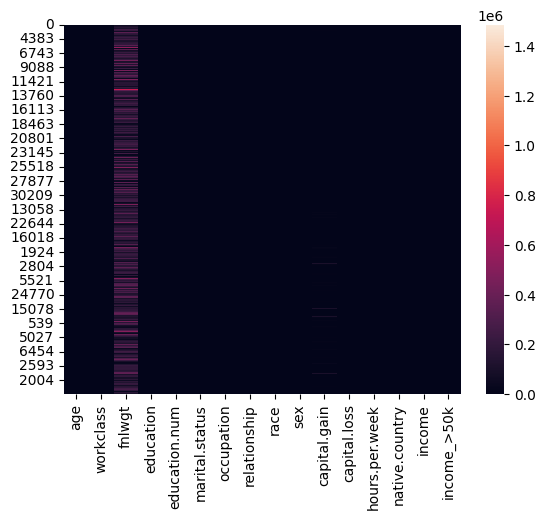 1e6
0
4383
6743
9088
11421
13760
16113
18463
20801
23145
25518
27877
30209
13058
22644
16018
1924
2804
5521
24770
15078
539
5027
6454
2593
2004
1.4
1.2
1.0
0.8
0.6
0.4
0.2
0.0
age
workclass
fnlwgt
education
education.num
marital.status
occupation
relationship
race
sex
capital.gain
capital.loss
hours.per.week
native.country
income
income_>50k